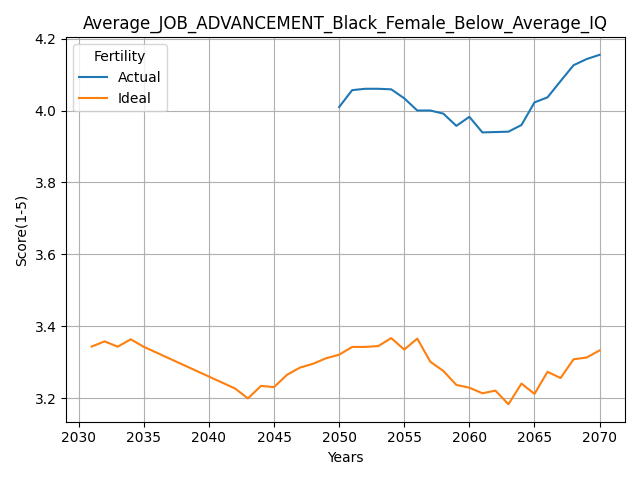 Average_JOB_ADVANCEMENT_Black_Female_Below_Average_IQ
Fertility
Actual
Ideal
Score(1-5)
4.2
4.0
3.8
3.6
3.4
3.2
2030 2035 2040 2045 2050 2055 2060 2065 2070
Years